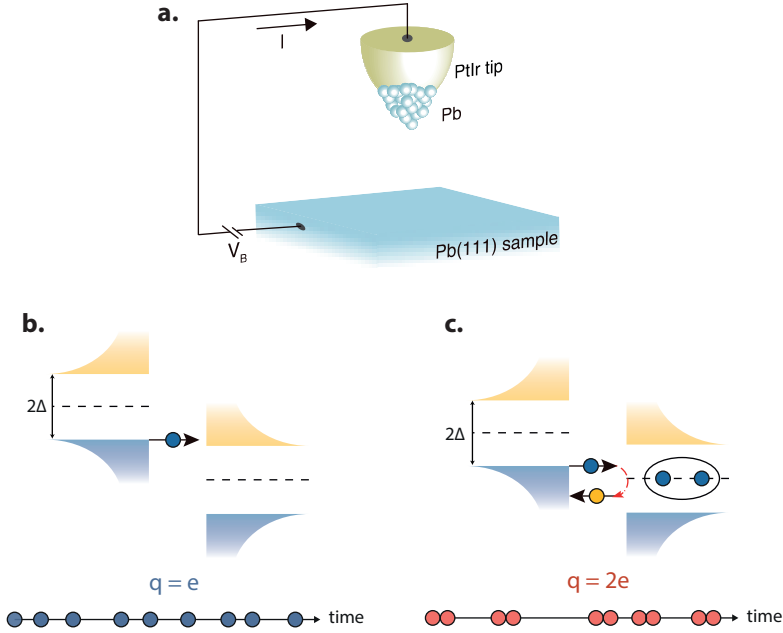 a.
I
PtIr tip
Pb
V_B
Pb(111) sample
b.
2Δ
q = e
time
c.
2Δ
q = 2e
time